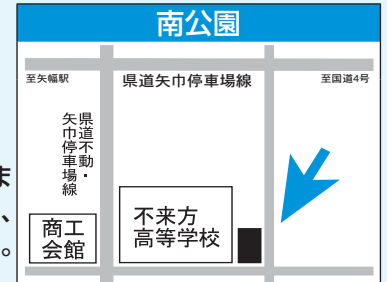 南公園
至矢幅駅
県道矢巾停車場線
至国道4号
県道不動・
矢巾停車場線
ま
、
。
商工
会館
不来方
高等学校